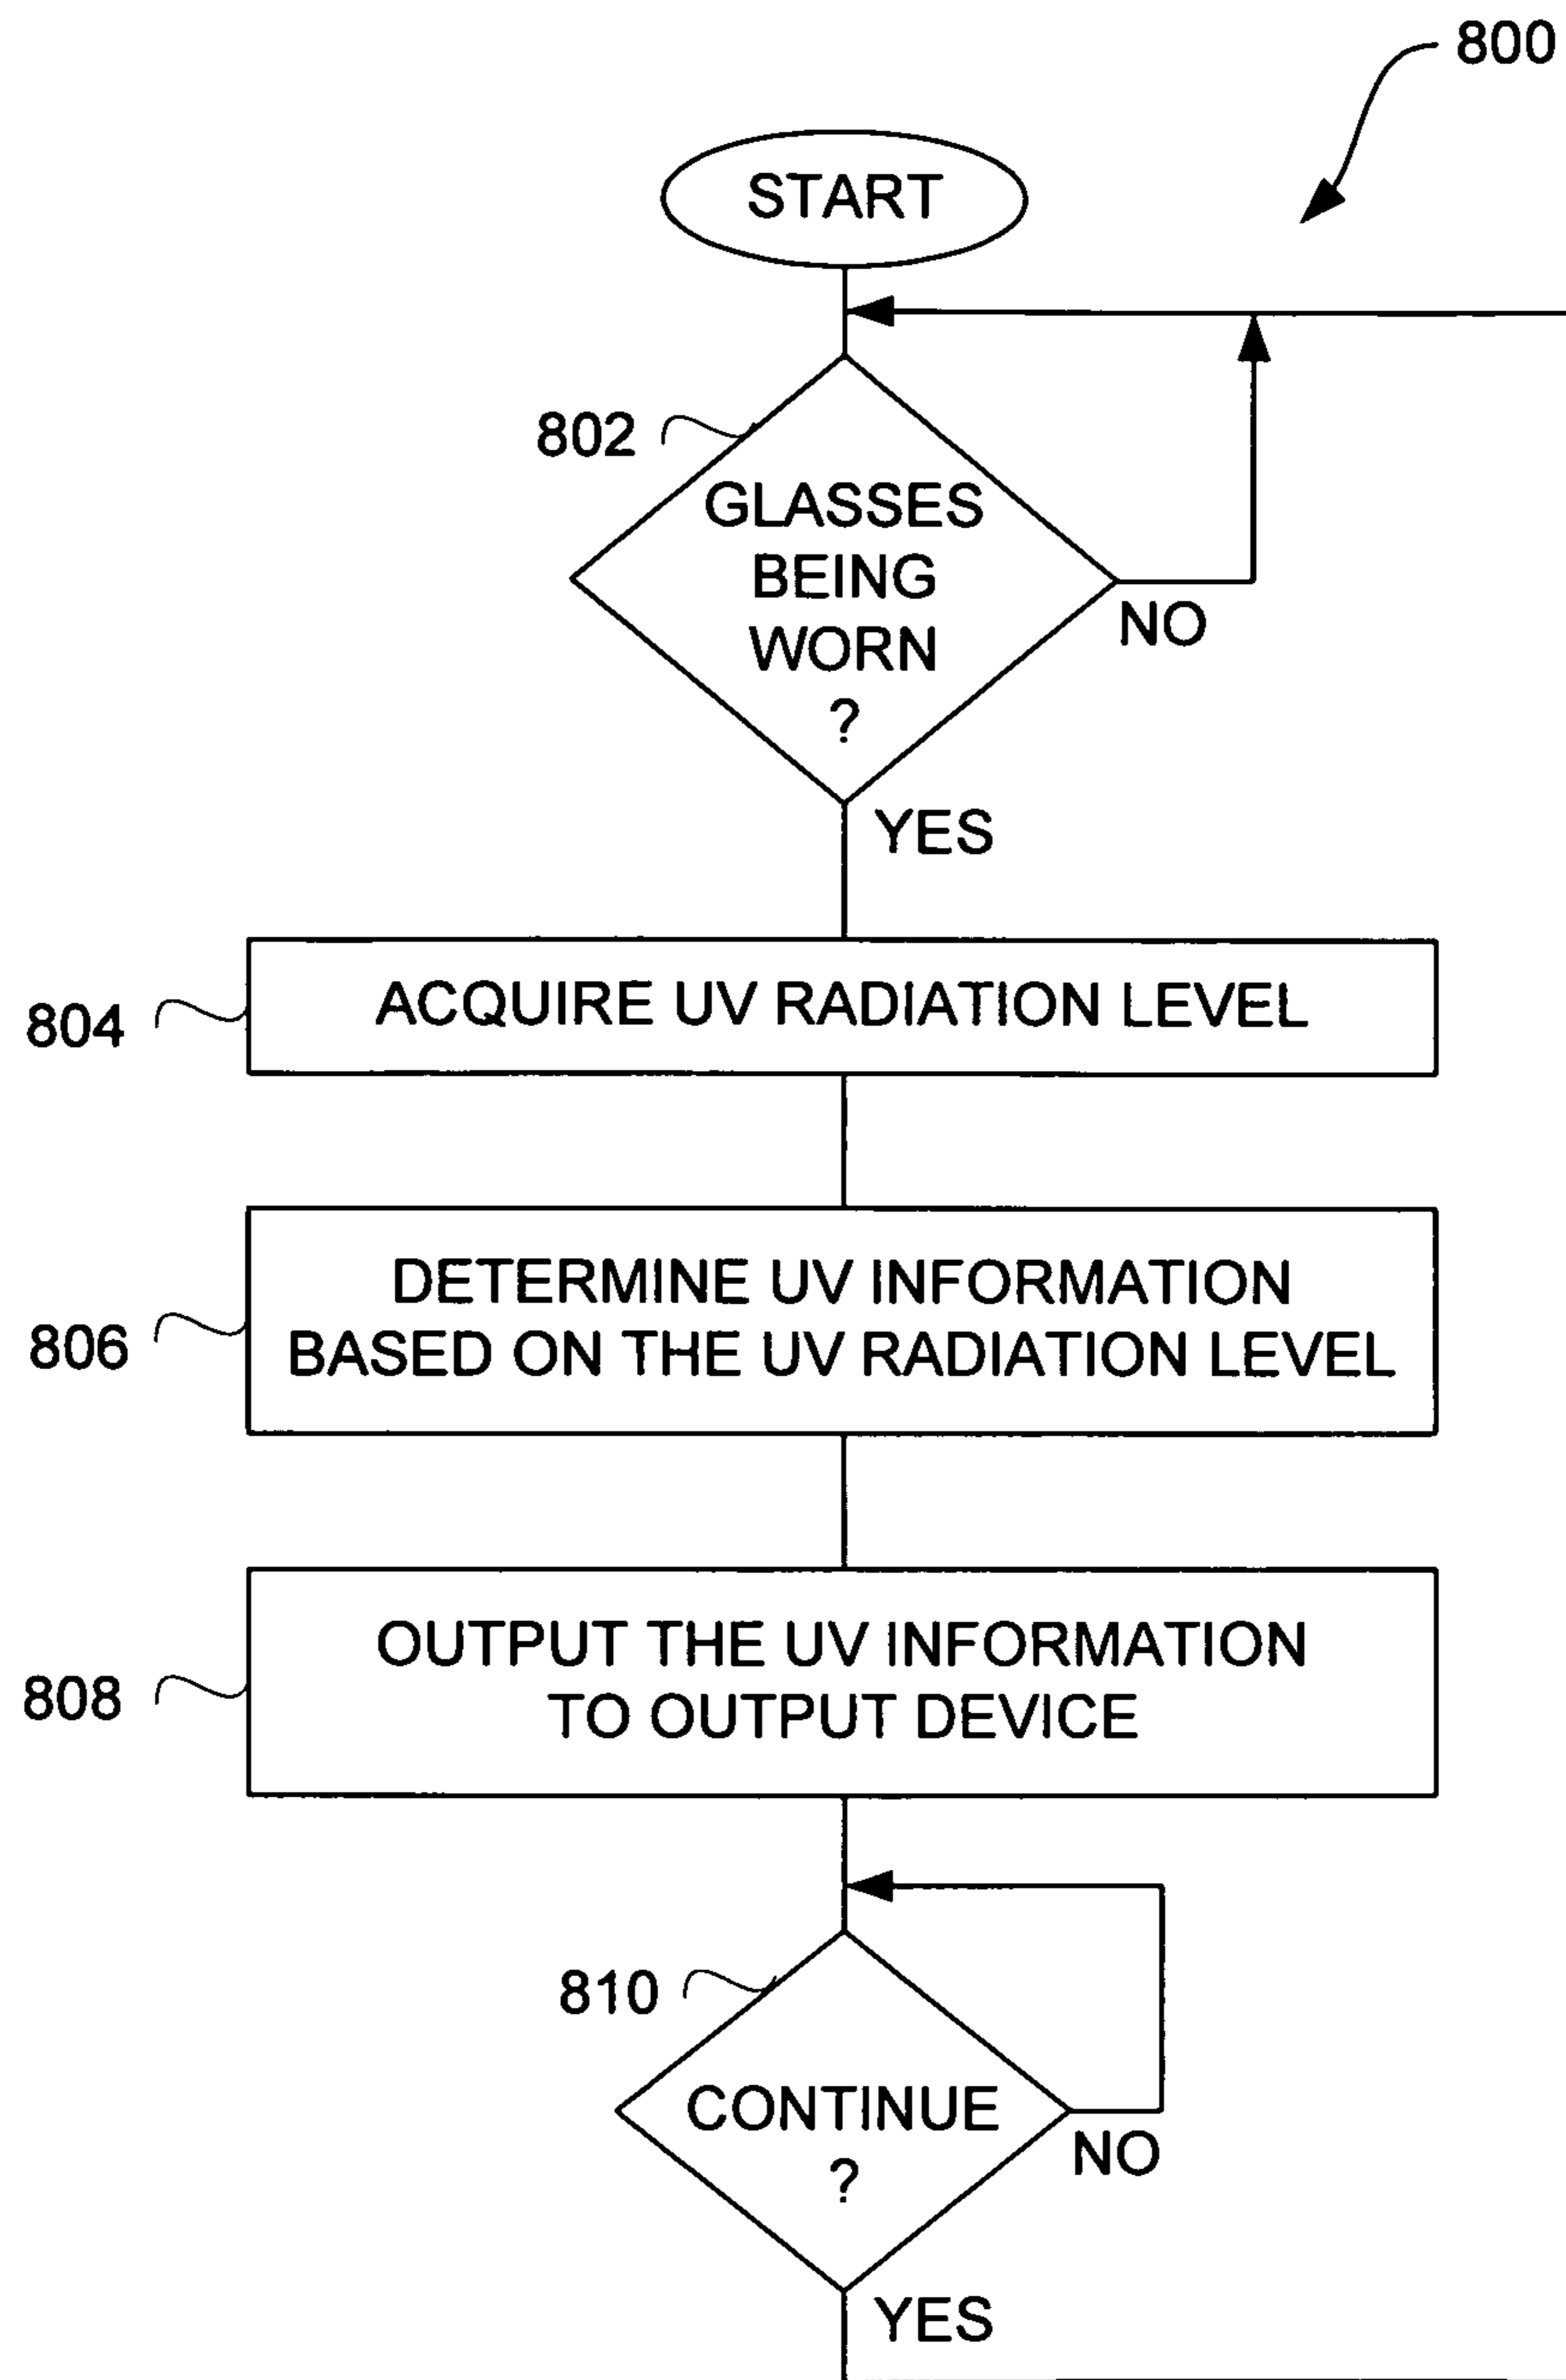 800
START
802
GLASSES
BEING
WORN
?
NO
YES
804
ACQUIRE UV RADIATION LEVEL
806
DETERMINE UV INFORMATION
BASED ON THE UV RADIATION LEVEL
808
OUTPUT THE UV INFORMATION
TO OUTPUT DEVICE
810
CONTINUE
?
NO
YES